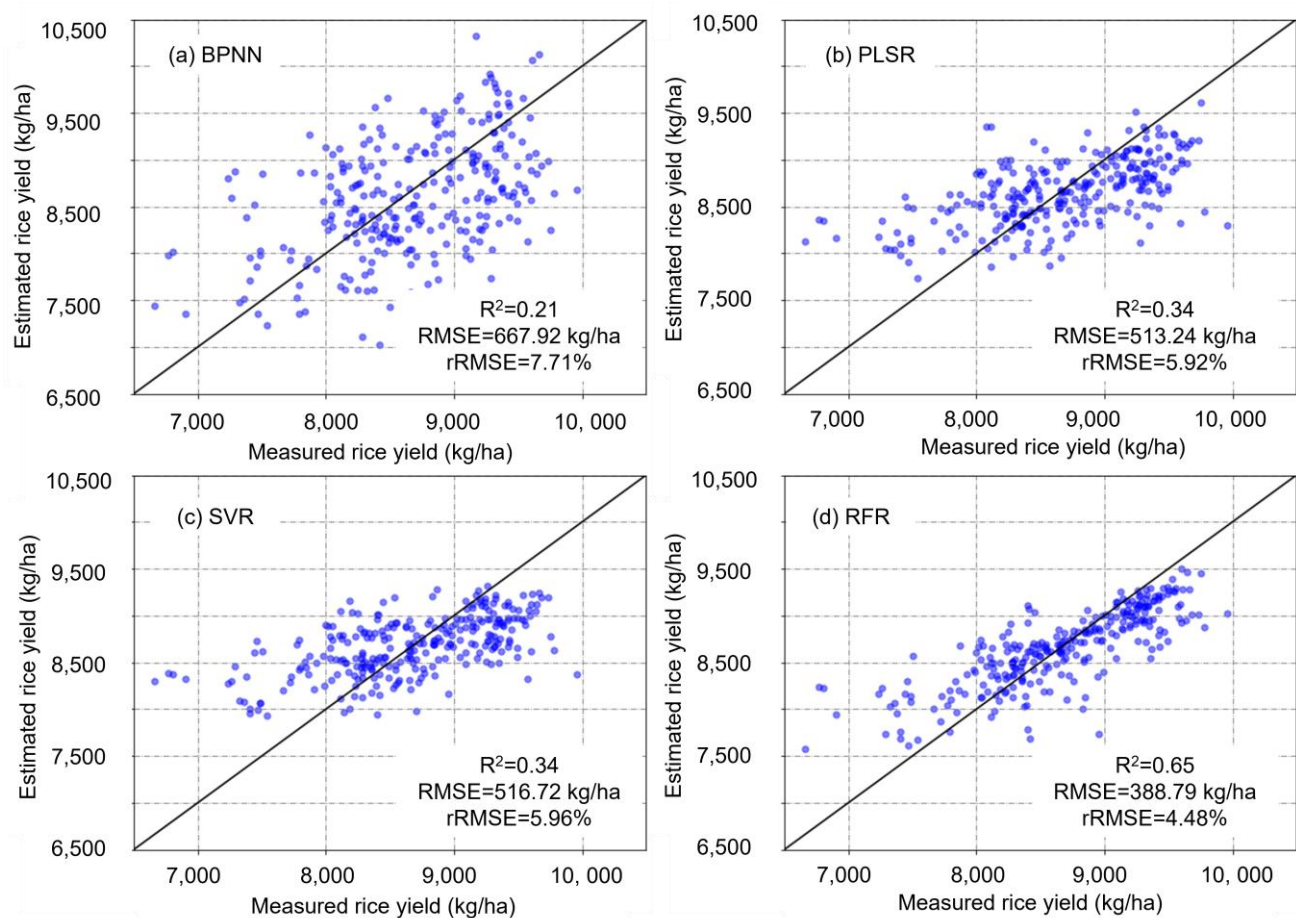 10,500
9,500
8,500
7,500
6,500
Estimated rice yield (kg/ha)
(a) BPNN
R²=0.21
RMSE=667.92 kg/ha
rRMSE=7.71%
7,000 8,000 9,000 10, 000
Measured rice yield (kg/ha)
10,500
9,500
8,500
7,500
6,500
Estimated rice yield (kg/ha)
(b) PLSR
R²=0.34
RMSE=513.24 kg/ha
rRMSE=5.92%
7,000 8,000 9,000 10, 000
Measured rice yield (kg/ha)
10,500
9,500
8,500
7,500
6,500
Estimated rice yield (kg/ha)
(c) SVR
R²=0.34
RMSE=516.72 kg/ha
rRMSE=5.96%
7,000 8,000 9,000 10, 000
Measured rice yield (kg/ha)
10,500
9,500
8,500
7,500
6,500
Estimated rice yield (kg/ha)
(d) RFR
R²=0.65
RMSE=388.79 kg/ha
rRMSE=4.48%
7,000 8,000 9,000 10, 000
Measured rice yield (kg/ha)